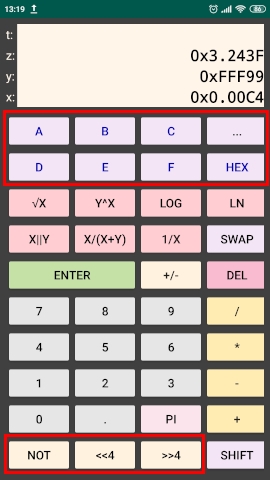 13:19 86
t:
z: 0x3.243F
y: 0xFFF99
x: 0x0.00C4
A B C ...
D E F HEX
√X Y^X LOG LN
X||Y X/(X+Y) 1/X SWAP
ENTER +/- DEL
7 8 9 /
4 5 6 *
1 2 3 -
0 . PI +
NOT <<4 >>4 SHIFT